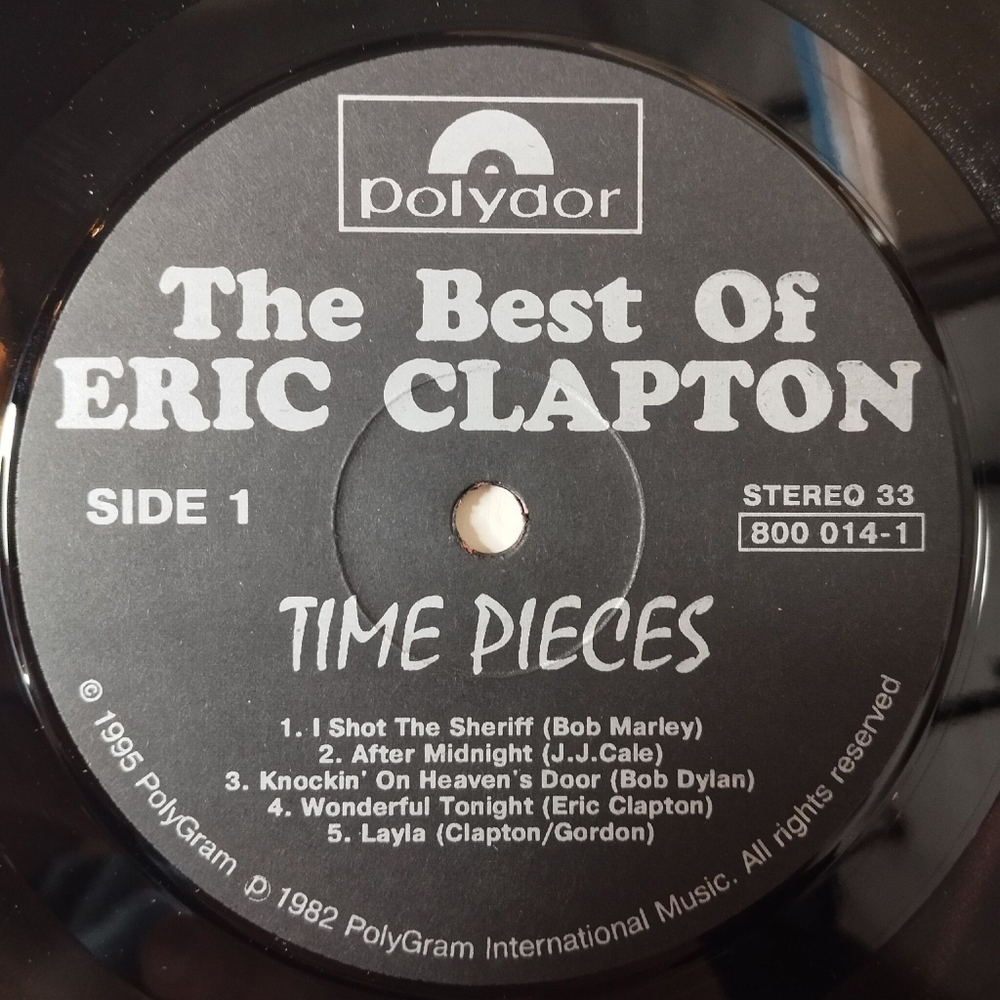 polydor
The Best Of
ERIC CLAPTON
SIDE 1
STEREO 33
800 014-1
TIME PIECES
1. I Shot The Sheriff (Bob Marley)
2. After Midnight (J.J.Cale)
3. Knockin' On Heaven's Door (Bob Dylan)
4. Wonderful Tonight (Eric Clapton)
5. Layla (Clapton/Gordon)
© 1995 PolyGram ℗ 1982 PolyGram International Music. All rights reserved